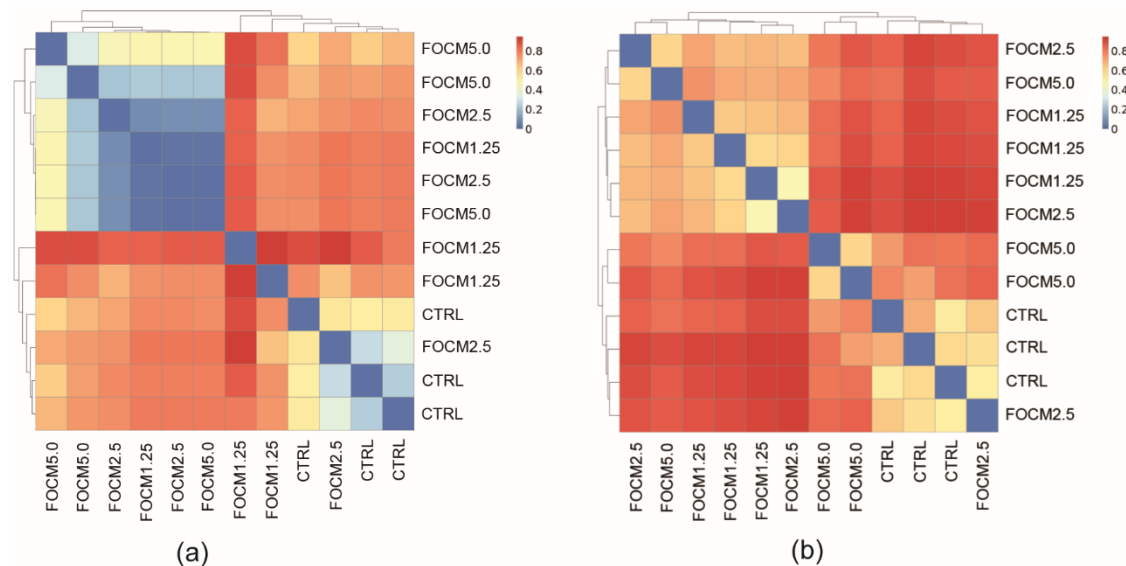 FOCM5.0
FOCM5.0
FOCM2.5
FOCM1.25
FOCM2.5
FOCM5.0
FOCM1.25
FOCM1.25
CTRL
FOCM2.5
CTRL
CTRL
0.8
0.6
0.4
0.2
0
FOCM5.0 FOCM5.0 FOCM2.5 FOCM1.25 FOCM2.5 FOCM5.0 FOCM1.25 FOCM1.25 CTRL FOCM2.5 CTRL CTRL
(a)
FOCM2.5
FOCM5.0
FOCM1.25
FOCM1.25
FOCM1.25
FOCM2.5
FOCM5.0
FOCM5.0
CTRL
CTRL
CTRL
FOCM2.5
0.8
0.6
0.4
0.2
0
FOCM2.5 FOCM5.0 FOCM1.25 FOCM1.25 FOCM1.25 FOCM2.5 FOCM5.0 FOCM5.0 CTRL CTRL CTRL FOCM2.5
(b)